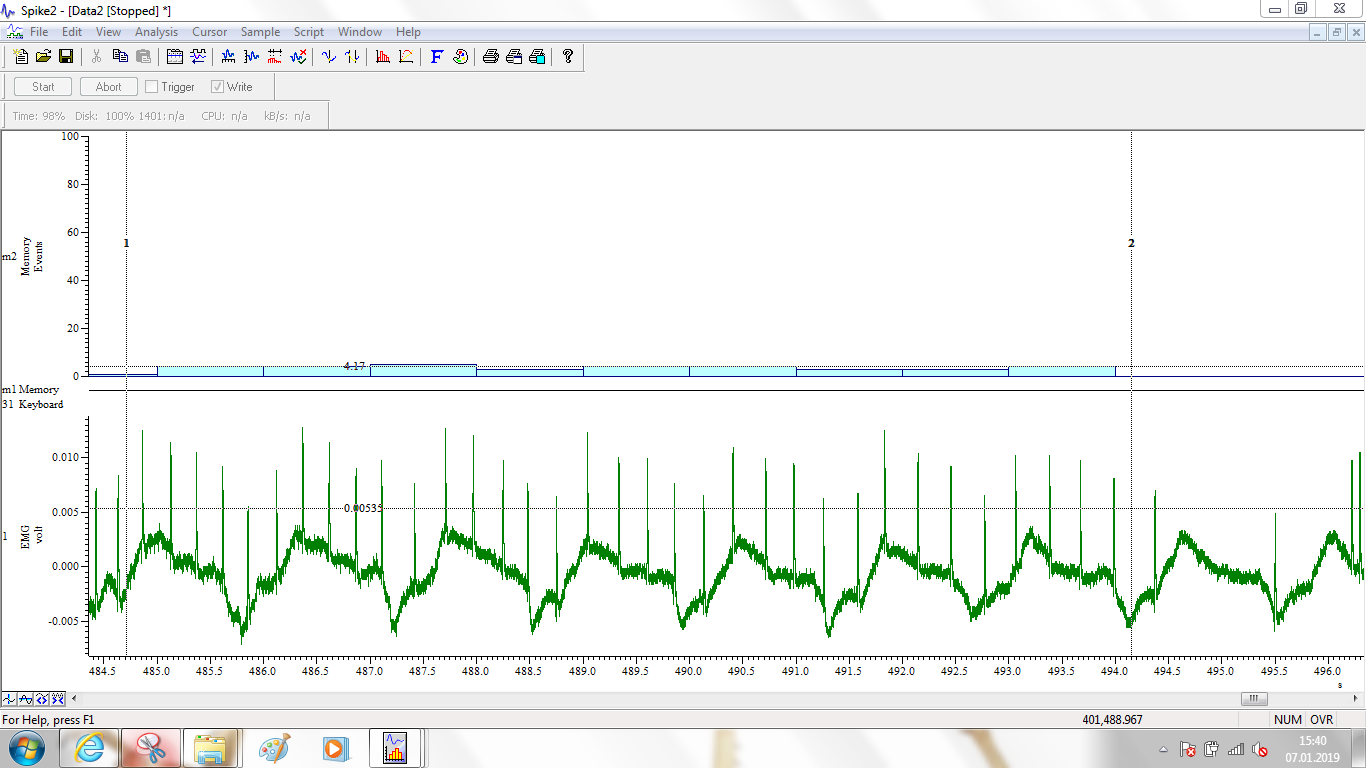 Spike2 - [Data2 [Stopped] *]
File Edit View Analysis Cursor Sample Script Window Help
F ?
Start Abort Trigger Write
Time: 98% Disk: 100% 1401: n/a CPU: n/a kB/s: n/a
100
80
60
40
20
0
m2
Memory
Events
1
2
4.17
m1 Memory
31 Keyboard
0.010
0.005
0.000
-0.005
1
EMG
volt
0.00535
484.5 485.0 485.5 486.0 486.5 487.0 487.5 488.0 488.5 489.0 489.5 490.0 490.5 491.0 491.5 492.0 492.5 493.0 493.5 494.0 494.5 495.0 495.5 496.0
s
For Help, press F1
401,488.967
NUM OVR
15:40
07.01.2019